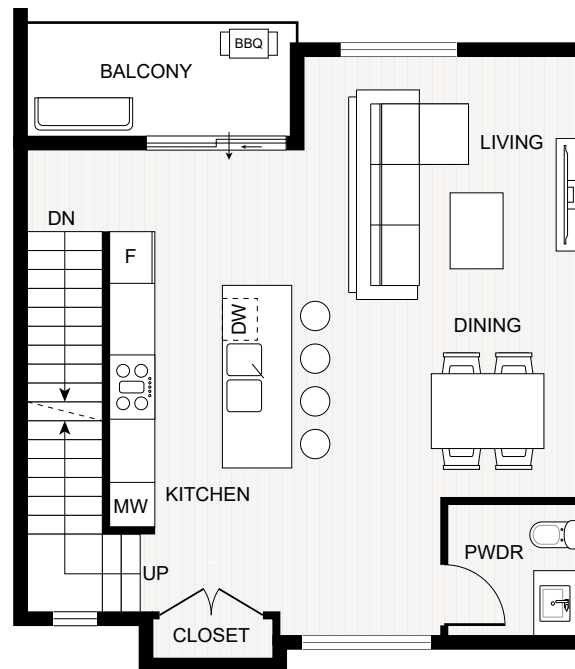 BBQ
BALCONY
LIVING
DN
F
DW
DINING
KITCHEN
MW
PWDR
UP
CLOSET